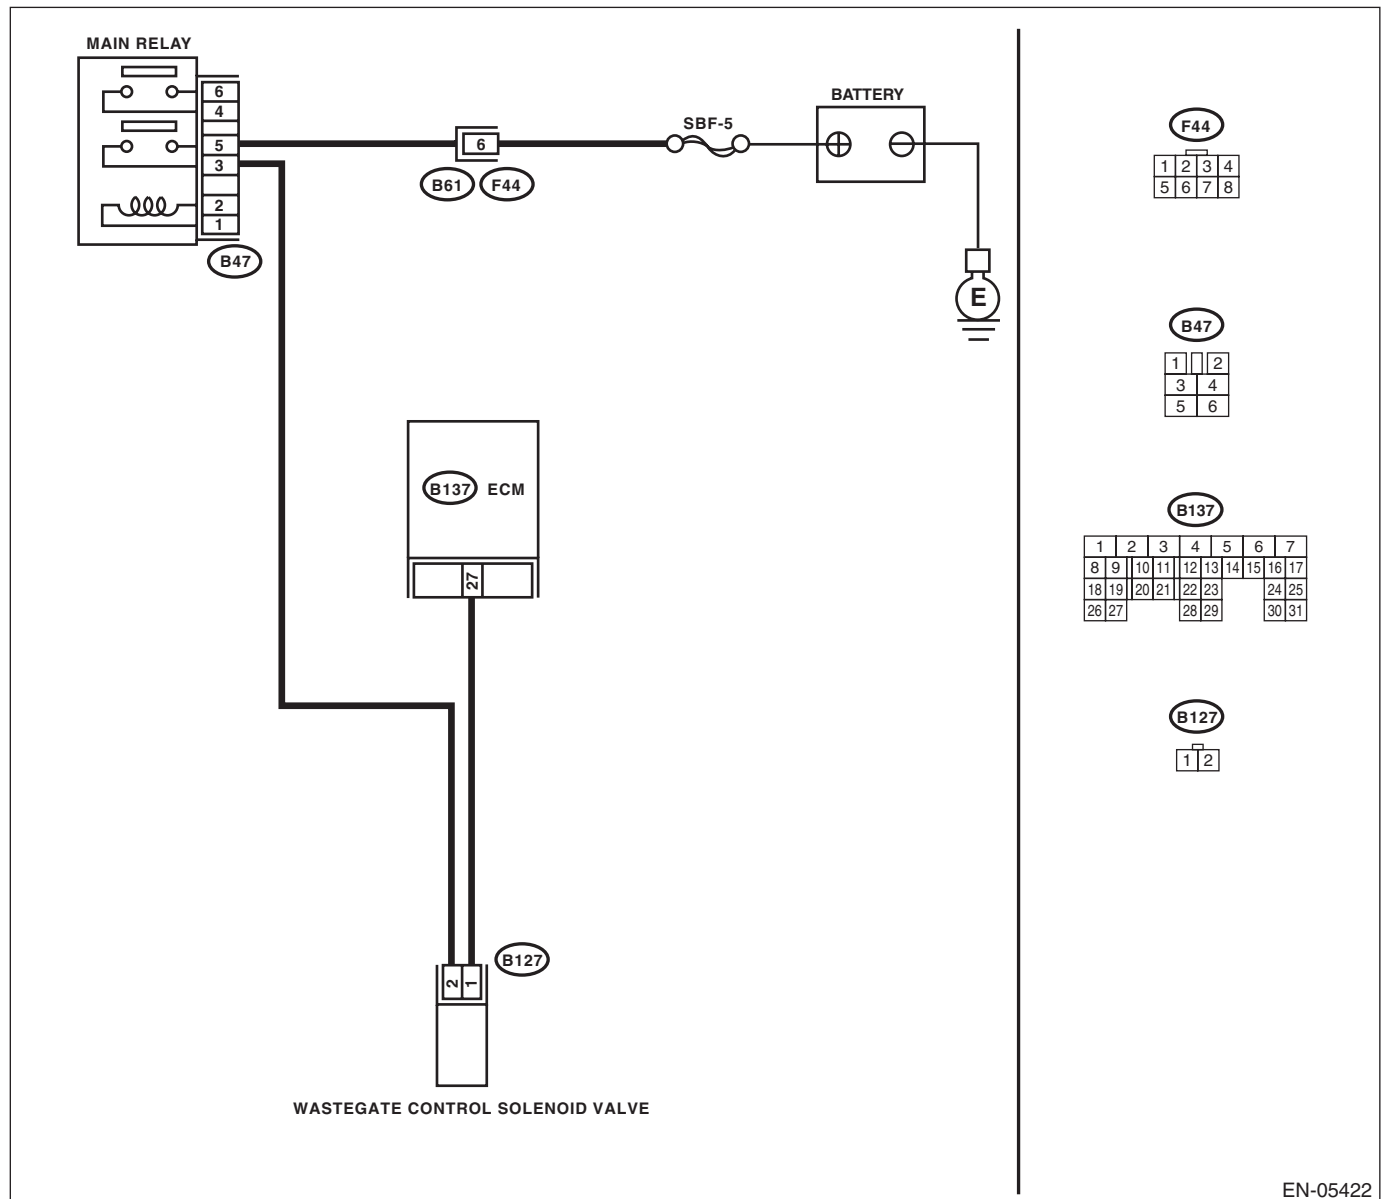 MAIN RELAY
6
4
5
3
2
1
B47
6
B61 F44
SBF-5
BATTERY
E
B137 ECM
27
B127
2 1
WASTEGATE CONTROL SOLENOID VALVE
F44
1 2 3 4
5 6 7 8
B47
1 2
3 4
5 6
B137
1 2 3 4 5 6 7
8 9 10 11 12 13 14 15 16 17
18 19 20 21 22 23 24 25
26 27 28 29 30 31
B127
1 2
EN-05422